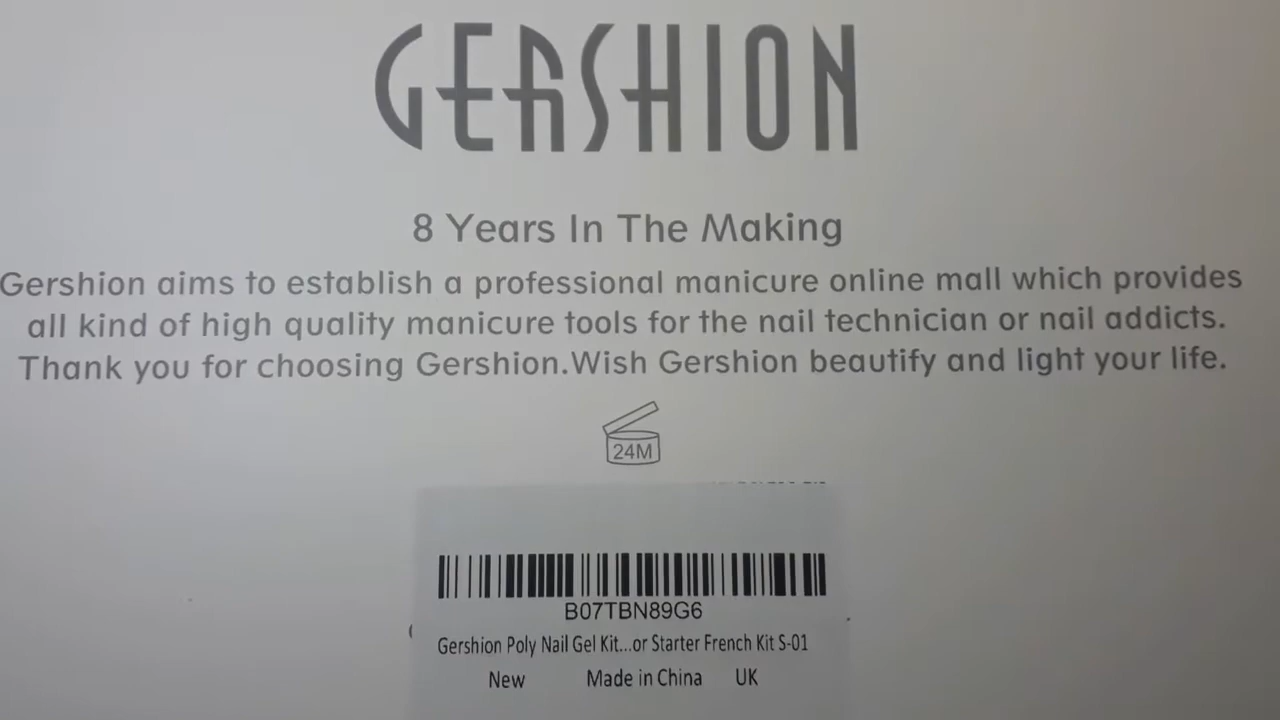 GERSHION
8 Years In The Making
Gershion aims to establish a professional manicure online mall which provides
all kind of high quality manicure tools for the nail technician or nail addicts.
Thank you for choosing Gershion.Wish Gershion beautify and light your life.
24M
B07TBN89G6
Gershion Poly Nail Gel Kit...or Starter French Kit S-01
New Made in China UK